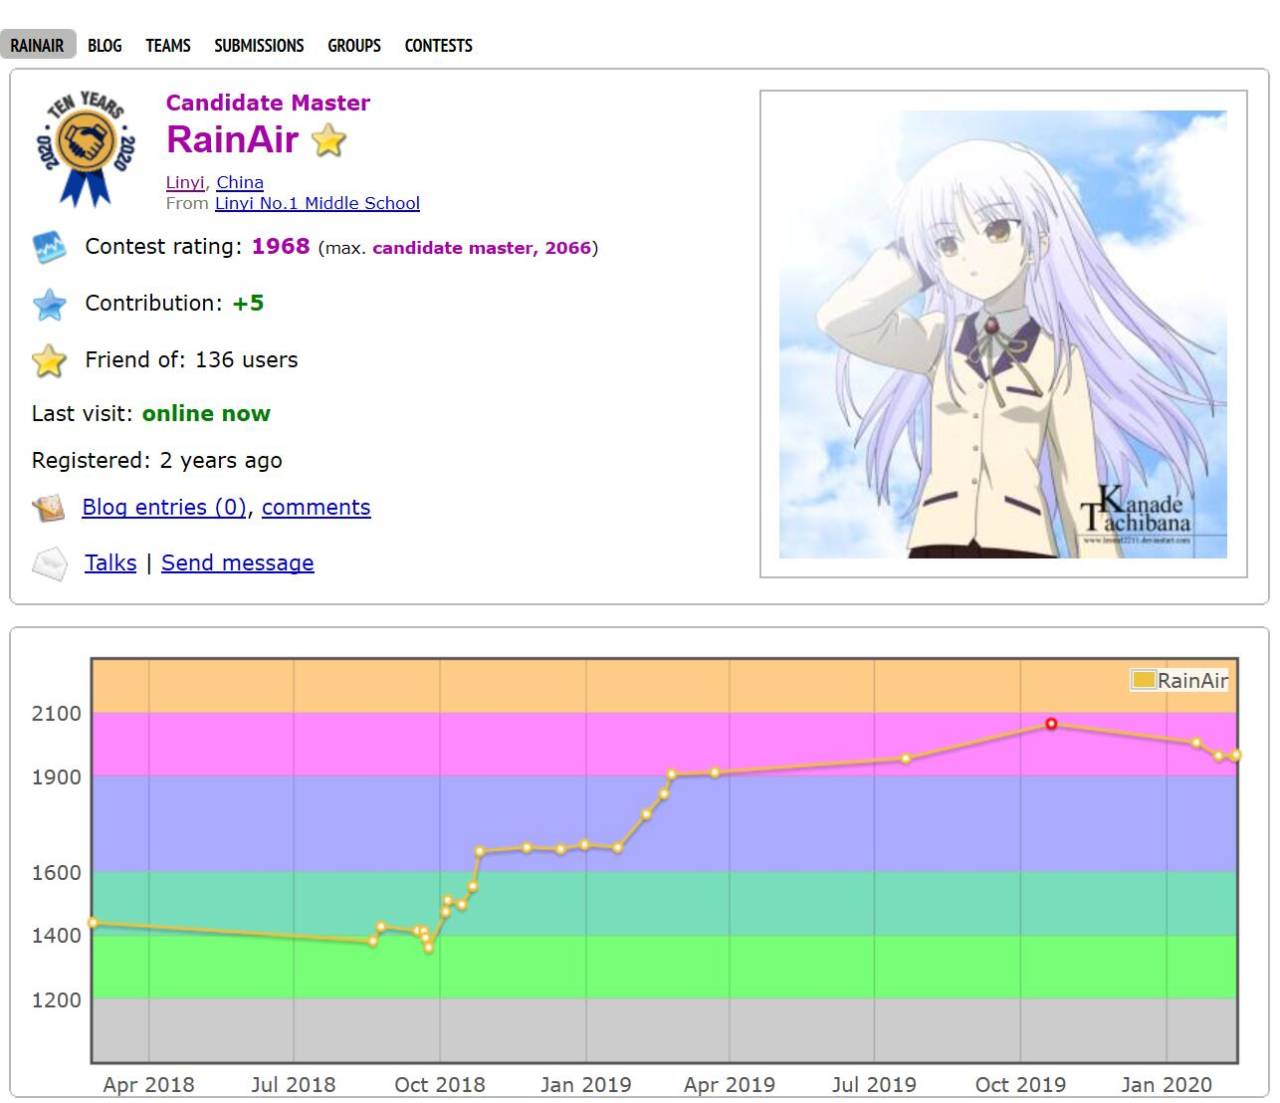 RAINAIR BLOG TEAMS SUBMISSIONS GROUPS CONTESTS
TEN YEARS
2020 2020
Candidate Master
RainAir
Linyi, China
From Linyi No.1 Middle School
Contest rating: 1968 (max. candidate master, 2066)
Contribution: +5
Friend of: 136 users
Last visit: online now
Registered: 2 years ago
Blog entries (0), comments
Talks | Send message
Kanade
Tachibana
RainAir
2100
1900
1600
1400
1200
Apr 2018 Jul 2018 Oct 2018 Jan 2019 Apr 2019 Jul 2019 Oct 2019 Jan 2020